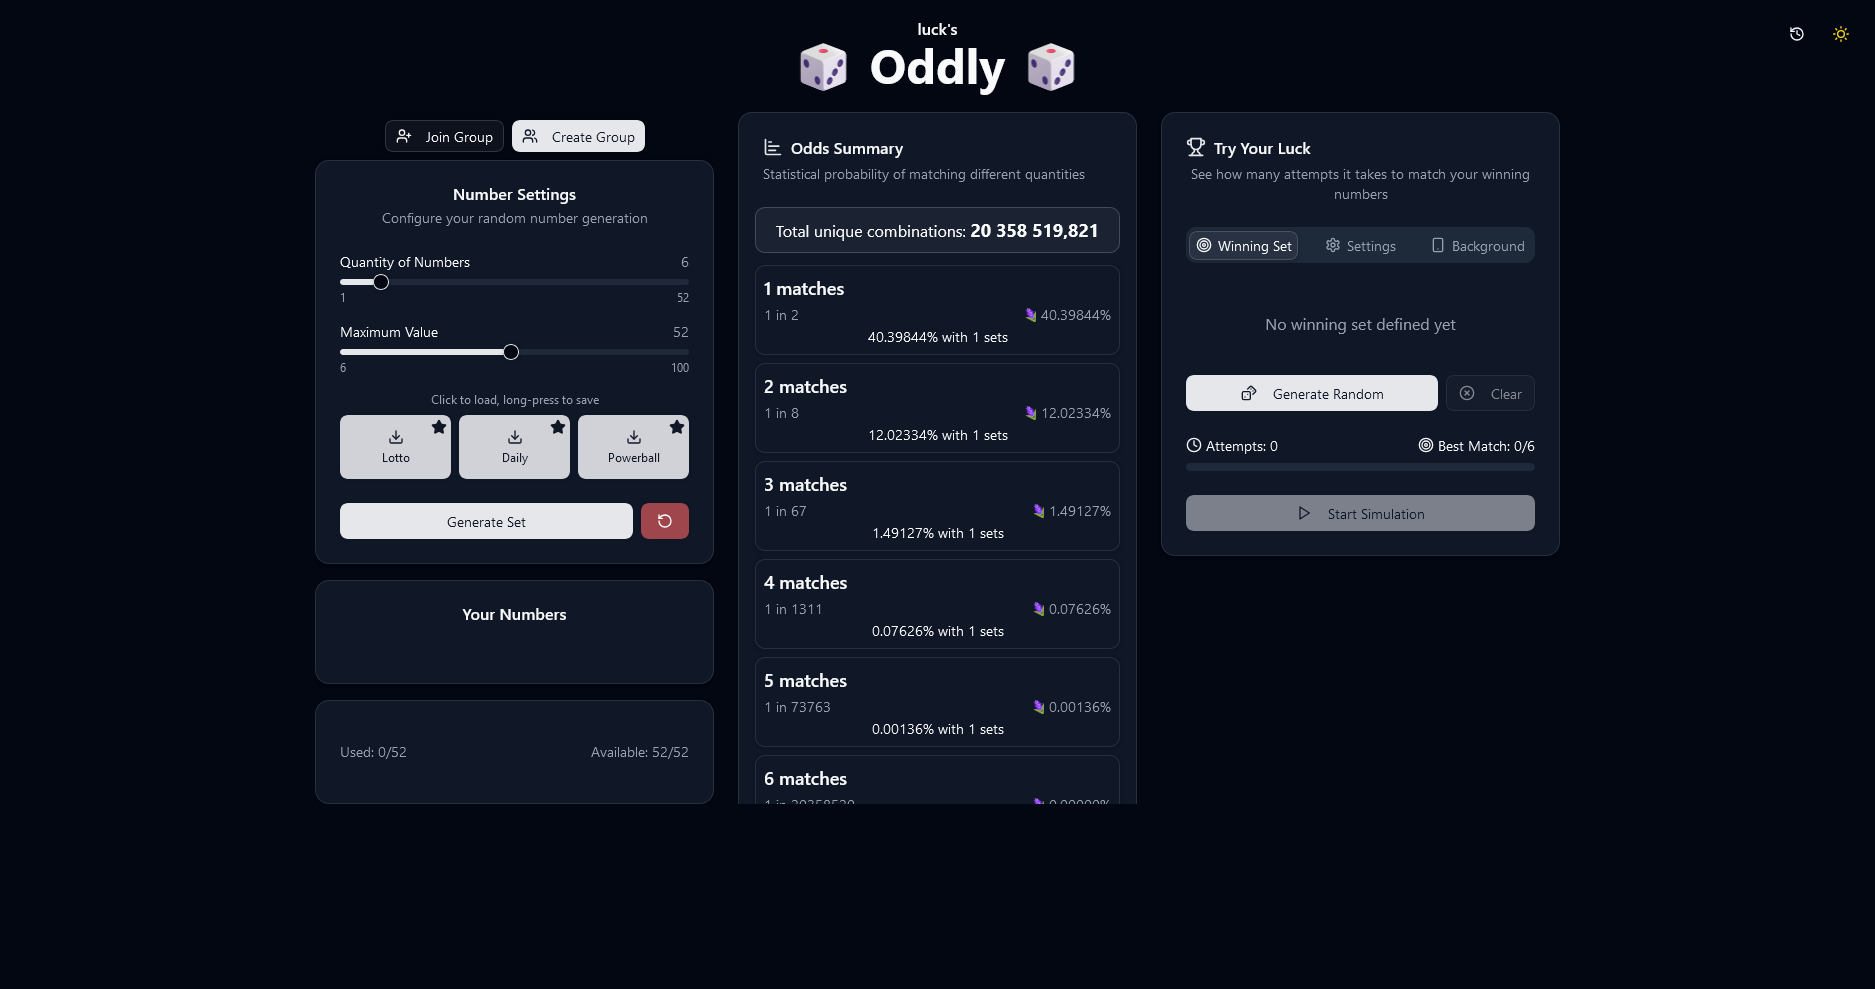 luck's
Oddly
Join Group
Create Group
Number Settings
Configure your random number generation
Quantity of Numbers 6
1 52
Maximum Value 52
6 100
Click to load, long-press to save
Lotto Daily Powerball
Generate Set
Your Numbers
Used: 0/52 Available: 52/52
Odds Summary
Statistical probability of matching different quantities
Total unique combinations: 20 358 519,821
1 matches
1 in 2 40.39844%
40.39844% with 1 sets
2 matches
1 in 8 12.02334%
12.02334% with 1 sets
3 matches
1 in 67 1.49127%
1.49127% with 1 sets
4 matches
1 in 1311 0.07626%
0.07626% with 1 sets
5 matches
1 in 73763 0.00136%
0.00136% with 1 sets
6 matches
Try Your Luck
See how many attempts it takes to match your winning
numbers
Winning Set Settings Background
No winning set defined yet
Generate Random Clear
Attempts: 0 Best Match: 0/6
Start Simulation